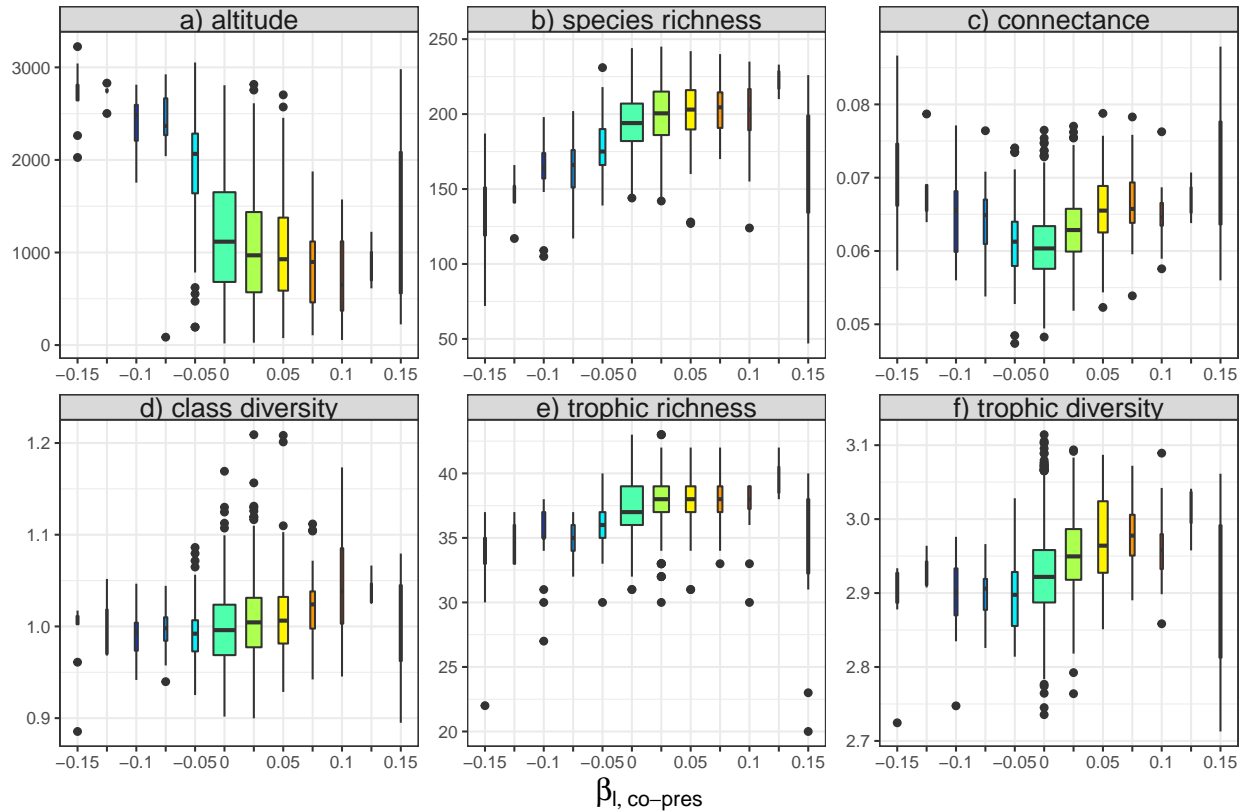 a) altitude
b) species richness
c) connectance
3000
2000
1000
0
250
200
150
100
50
0.08
0.07
0.06
0.05
−0.15 −0.1 −0.05 0 0.05 0.1 0.15
−0.15 −0.1 −0.05 0 0.05 0.1 0.15
−0.15 −0.1 −0.05 0 0.05 0.1 0.15
d) class diversity
e) trophic richness
f) trophic diversity
1.2
1.1
1.0
0.9
40
35
30
25
20
3.1
3.0
2.9
2.8
2.7
−0.15 −0.1 −0.05 0 0.05 0.1 0.15
−0.15 −0.1 −0.05 0 0.05 0.1 0.15
−0.15 −0.1 −0.05 0 0.05 0.1 0.15
βl, co−pres